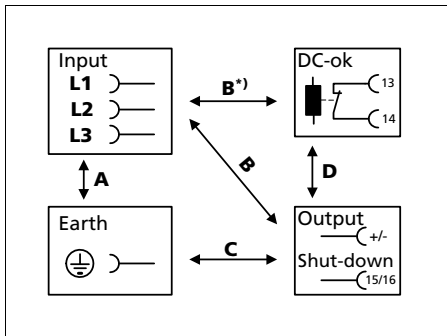 Input
L1
L2
L3
DC-ok
13
14
B*)
B
A
D
Earth
C
Output
+/-
Shut-down
15/16